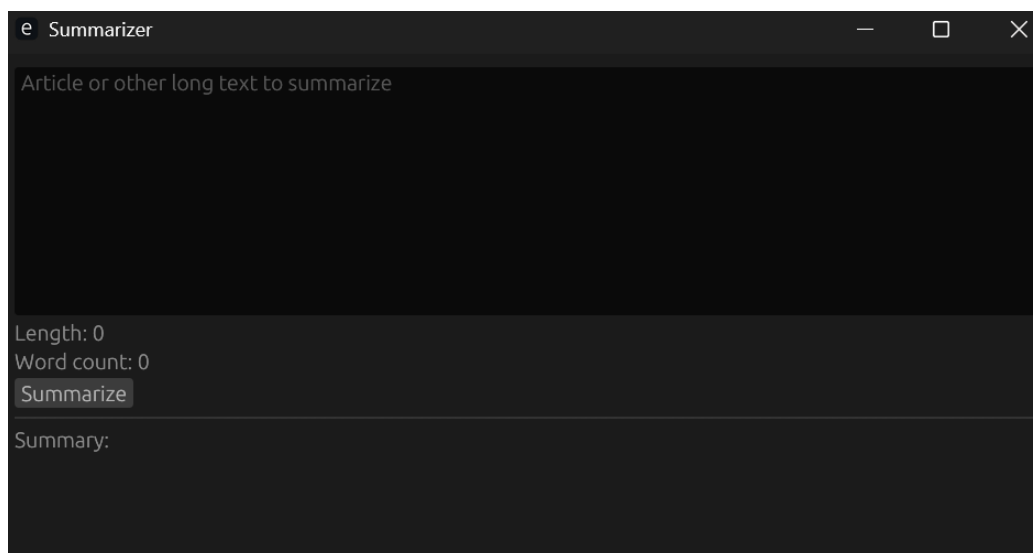 e Summarizer
Article or other long text to summarize
Length: 0
Word count: 0
Summarize
Summary: